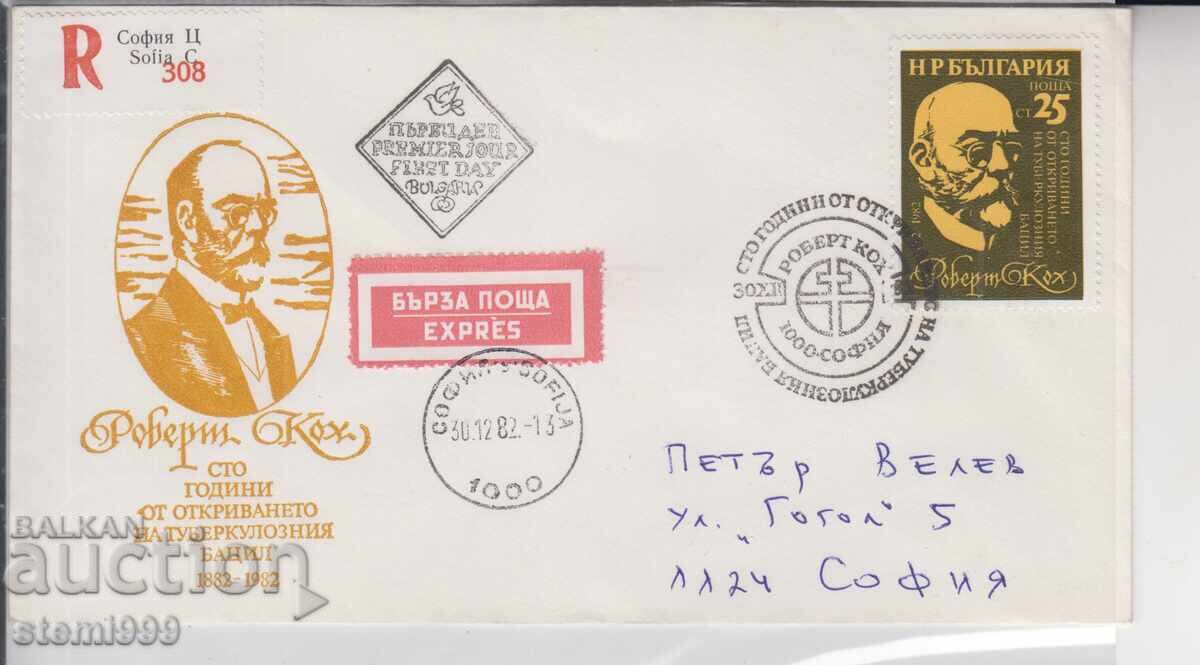 R
София Ц
Sofia C
308
ПЪРВИ ДЕН
PREMIER JOUR
FIRST DAY
BULGARIE
НР БЪЛГАРИЯ
ПОЩА
СТ 25
СТО ГОДИНИ
ОТ ОТКРИВАНЕТО
НА ТУБЕРКУЛОЗНИЯ
БАЦИЛ
1982
Роберт Кох
СТО ГОДИНИ ОТ ОТКРИВАНЕТО НА ТУБЕРКУЛОЗНИЯ БАЦИЛ
РОБЕРТ КОХ
30.XII
1000-СОФИЯ
БЪРЗА ПОЩА
EXPRÈS
СОФИЯ * SOFIJA
30.12.82.-13
1000
Роберт Кох
СТО
ГОДИНИ
ОТ ОТКРИВАНЕТО
НА ТУБЕРКУЛОЗНИЯ
БАЦИЛ
1882-1982
ПЕТЪР ВЕЛЕВ
ул. "Гогол" 5
1124 СОФИЯ
BALKAN
auction
stemi999